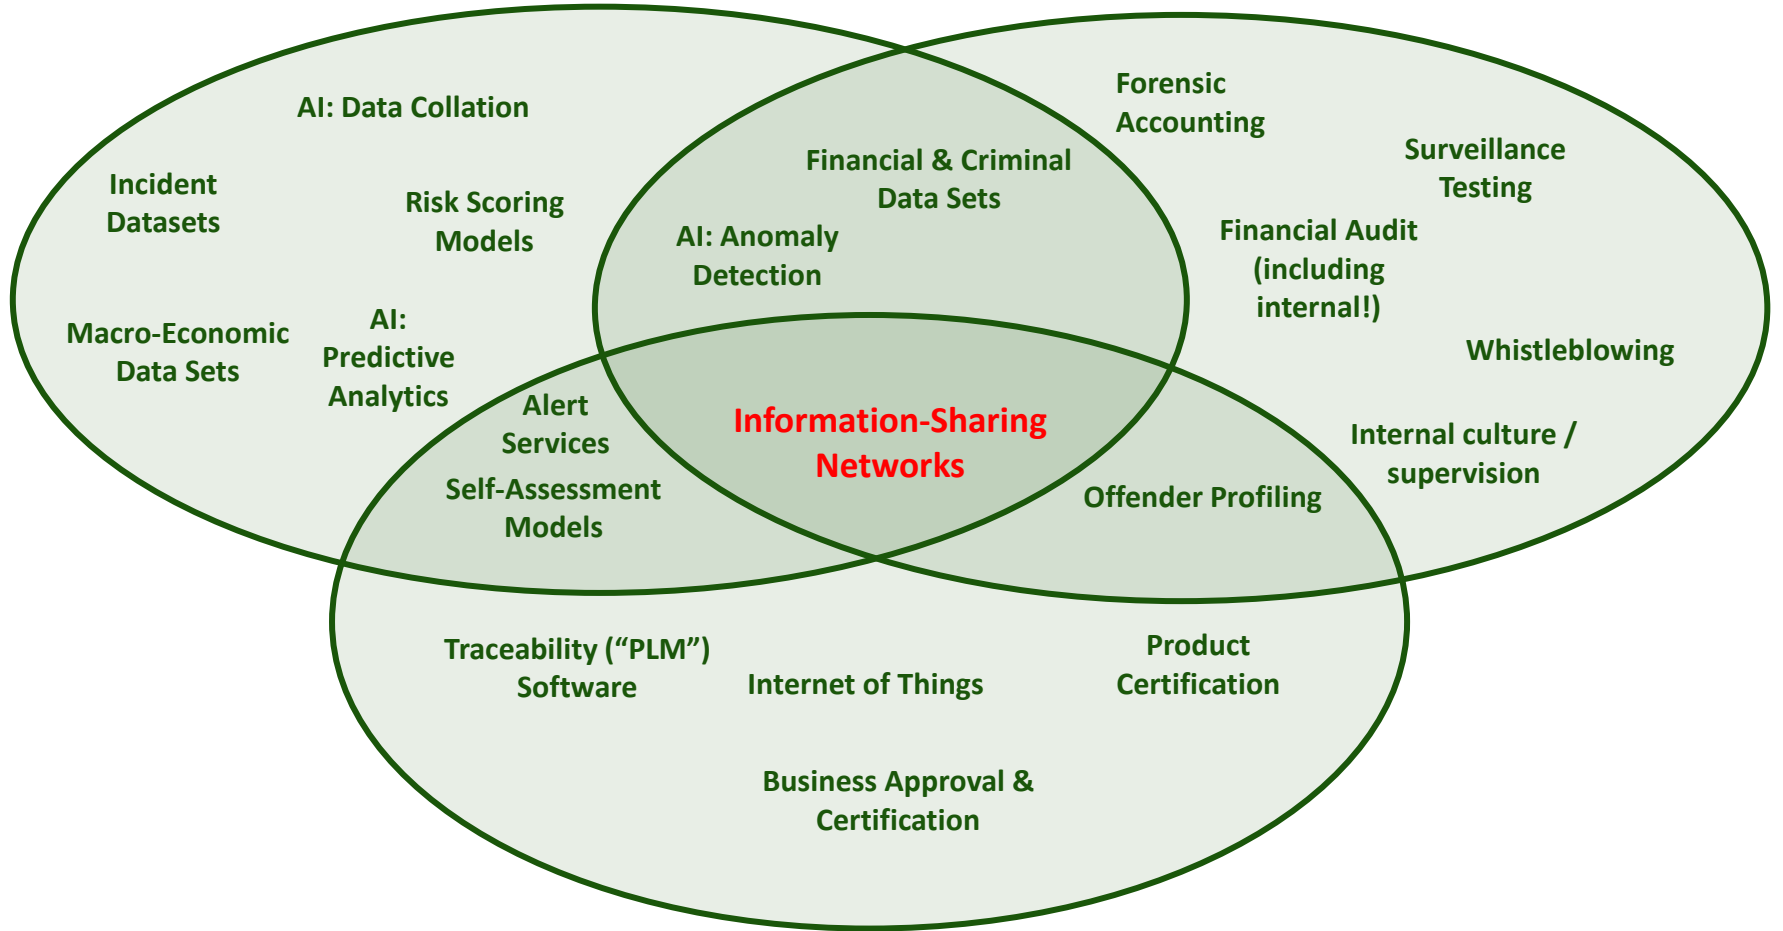 AI: Data Collation
Incident
Datasets
Risk Scoring
Models
Macro-Economic
Data Sets
AI:
Predictive
Analytics
Financial & Criminal
Data Sets
AI: Anomaly
Detection
Forensic
Accounting
Surveillance
Testing
Financial Audit
(including
internal!)
Whistleblowing
Internal culture /
supervision
Alert
Services
Self-Assessment
Models
Information-Sharing
Networks
Offender Profiling
Traceability (“PLM”)
Software
Internet of Things
Product
Certification
Business Approval &
Certification